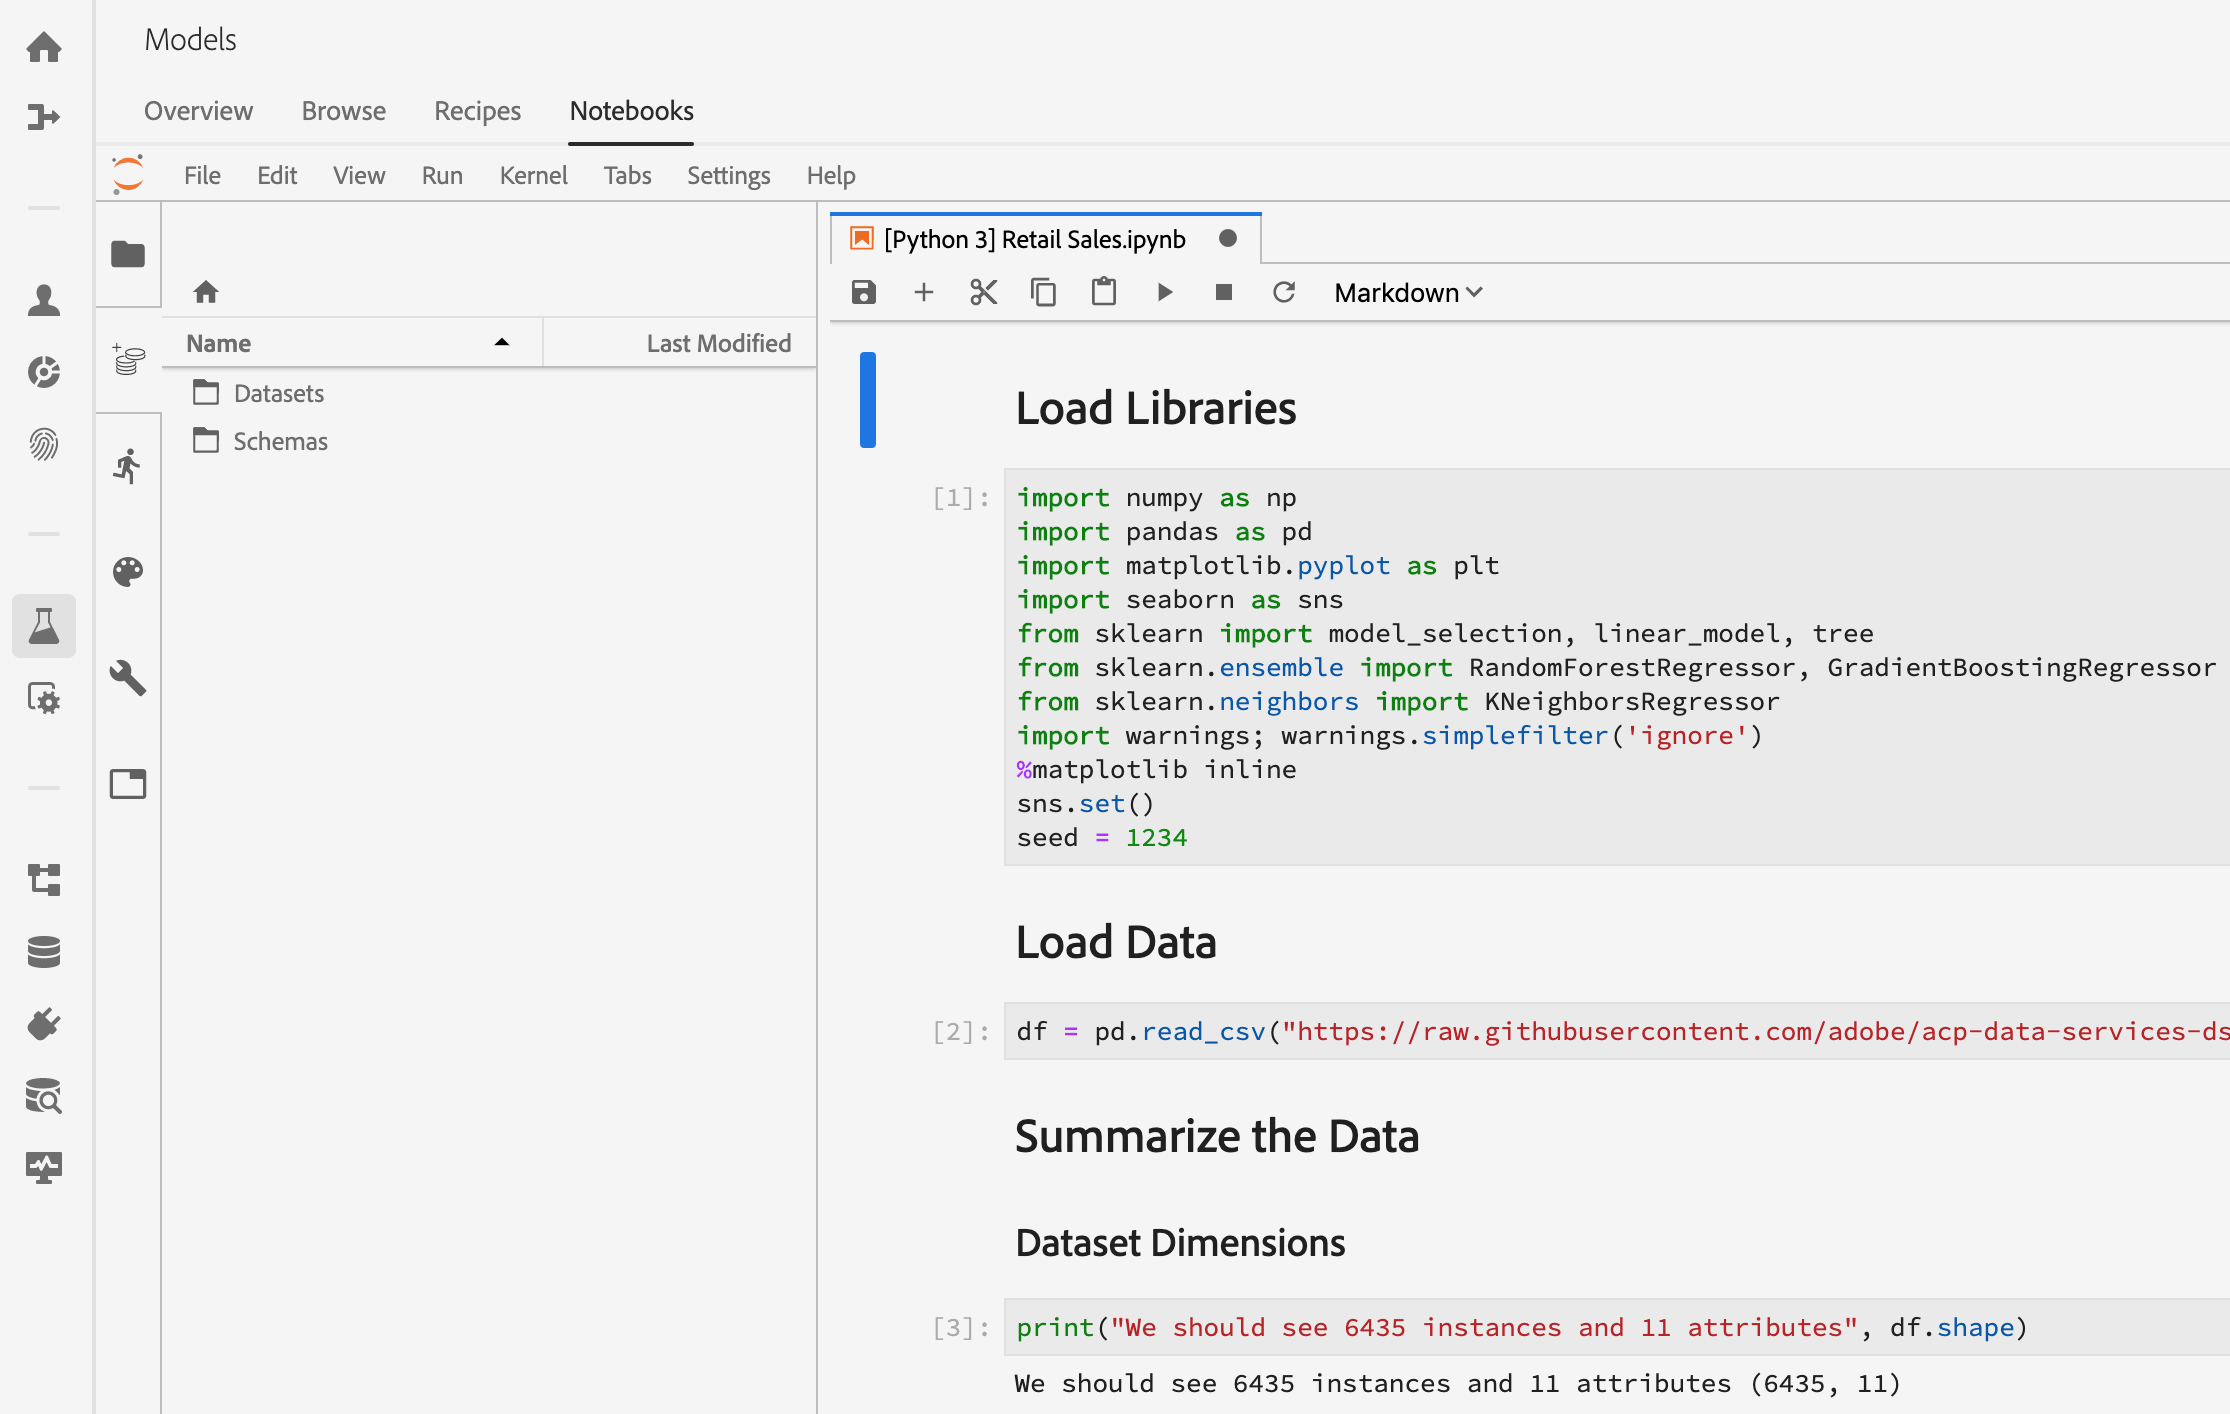 Models
Overview Browse Recipes Notebooks
File Edit View Run Kernel Tabs Settings Help
[Python 3] Retail Sales.ipynb
Markdown
Name Last Modified
Datasets
Schemas
Load Libraries
[1]:
import numpy as np
import pandas as pd
import matplotlib.pyplot as plt
import seaborn as sns
from sklearn import model_selection, linear_model, tree
from sklearn.ensemble import RandomForestRegressor, GradientBoostingRegressor
from sklearn.neighbors import KNeighborsRegressor
import warnings; warnings.simplefilter('ignore')
%matplotlib inline
sns.set()
seed = 1234
Load Data
[2]: df = pd.read_csv("https://raw.githubusercontent.com/adobe/acp-data-services-ds
Summarize the Data
Dataset Dimensions
[3]: print("We should see 6435 instances and 11 attributes", df.shape)
We should see 6435 instances and 11 attributes (6435, 11)